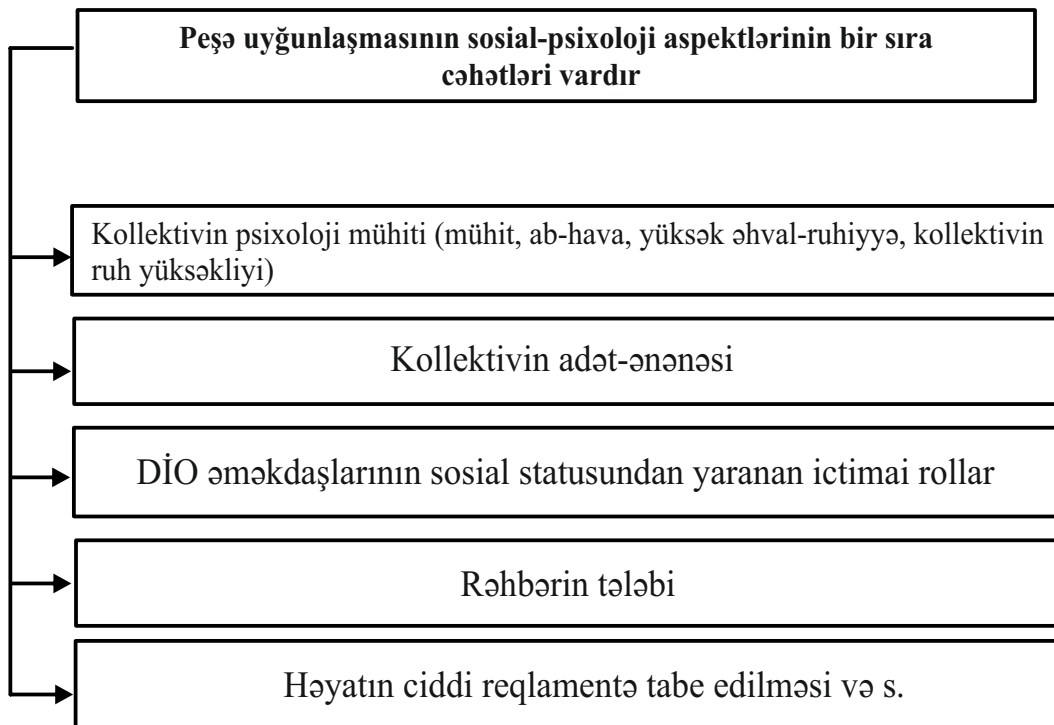 Peşə uyğunlaşmasının sosial-psixoloji aspektlərinin bir sıra
cəhətləri vardır
Kollektivin psixoloji mühiti (mühit, ab-hava, yüksək əhval-ruhiyyə, kollektivin
ruh yüksəkliyi)
Kollektivin adət-ənənəsi
DİO əməkdaşlarının sosial statusundan yaranan ictimai rollar
Rəhbərin tələbi
Həyatın ciddi reqlamentə tabe edilməsi və s.